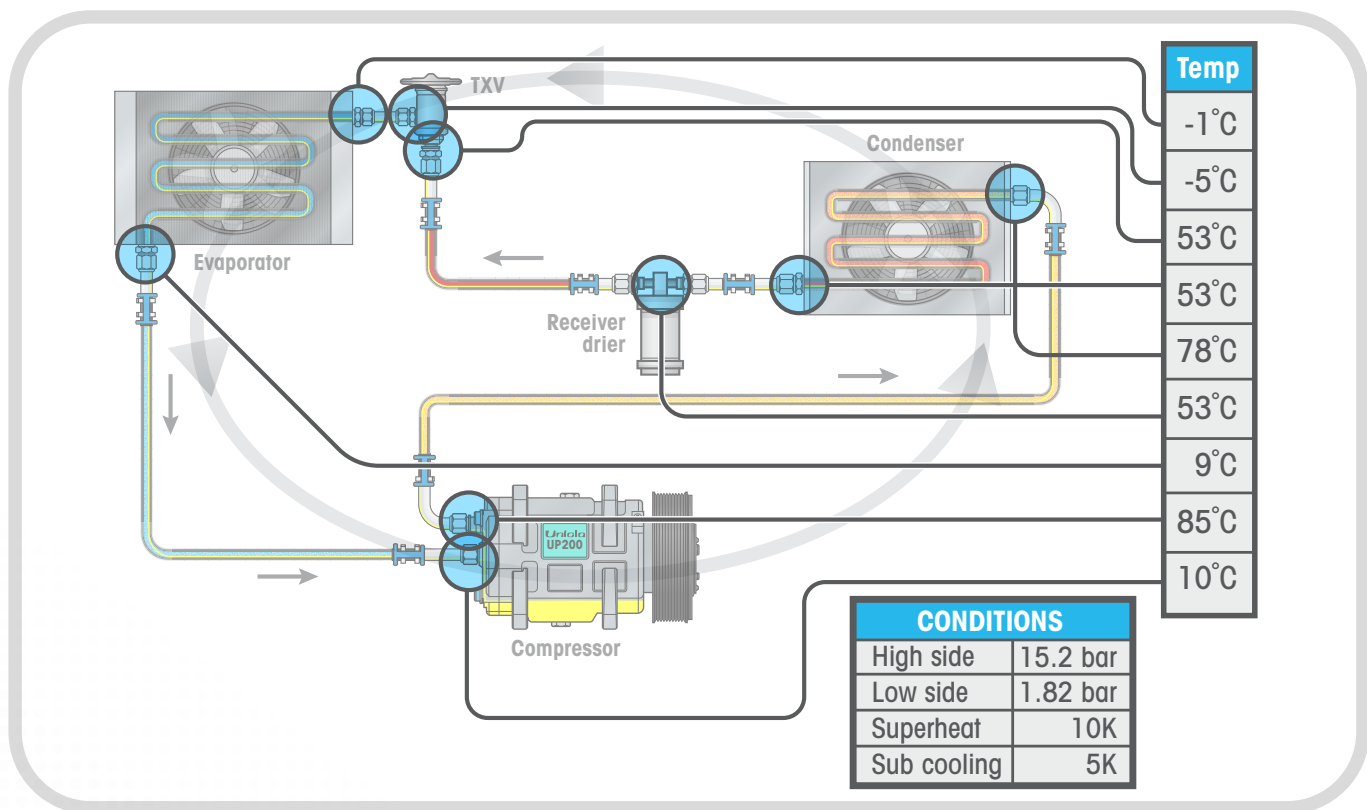 Temp
TXV
-1°C
Condenser
-5°C
53°C
Evaporator
53°C
Receiver
drier
78°C
53°C
9°C
85°C
Unicla
UP200
10°C
Compressor
CONDITIONS
High side 15.2 bar
Low side 1.82 bar
Superheat 10K
Sub cooling 5K